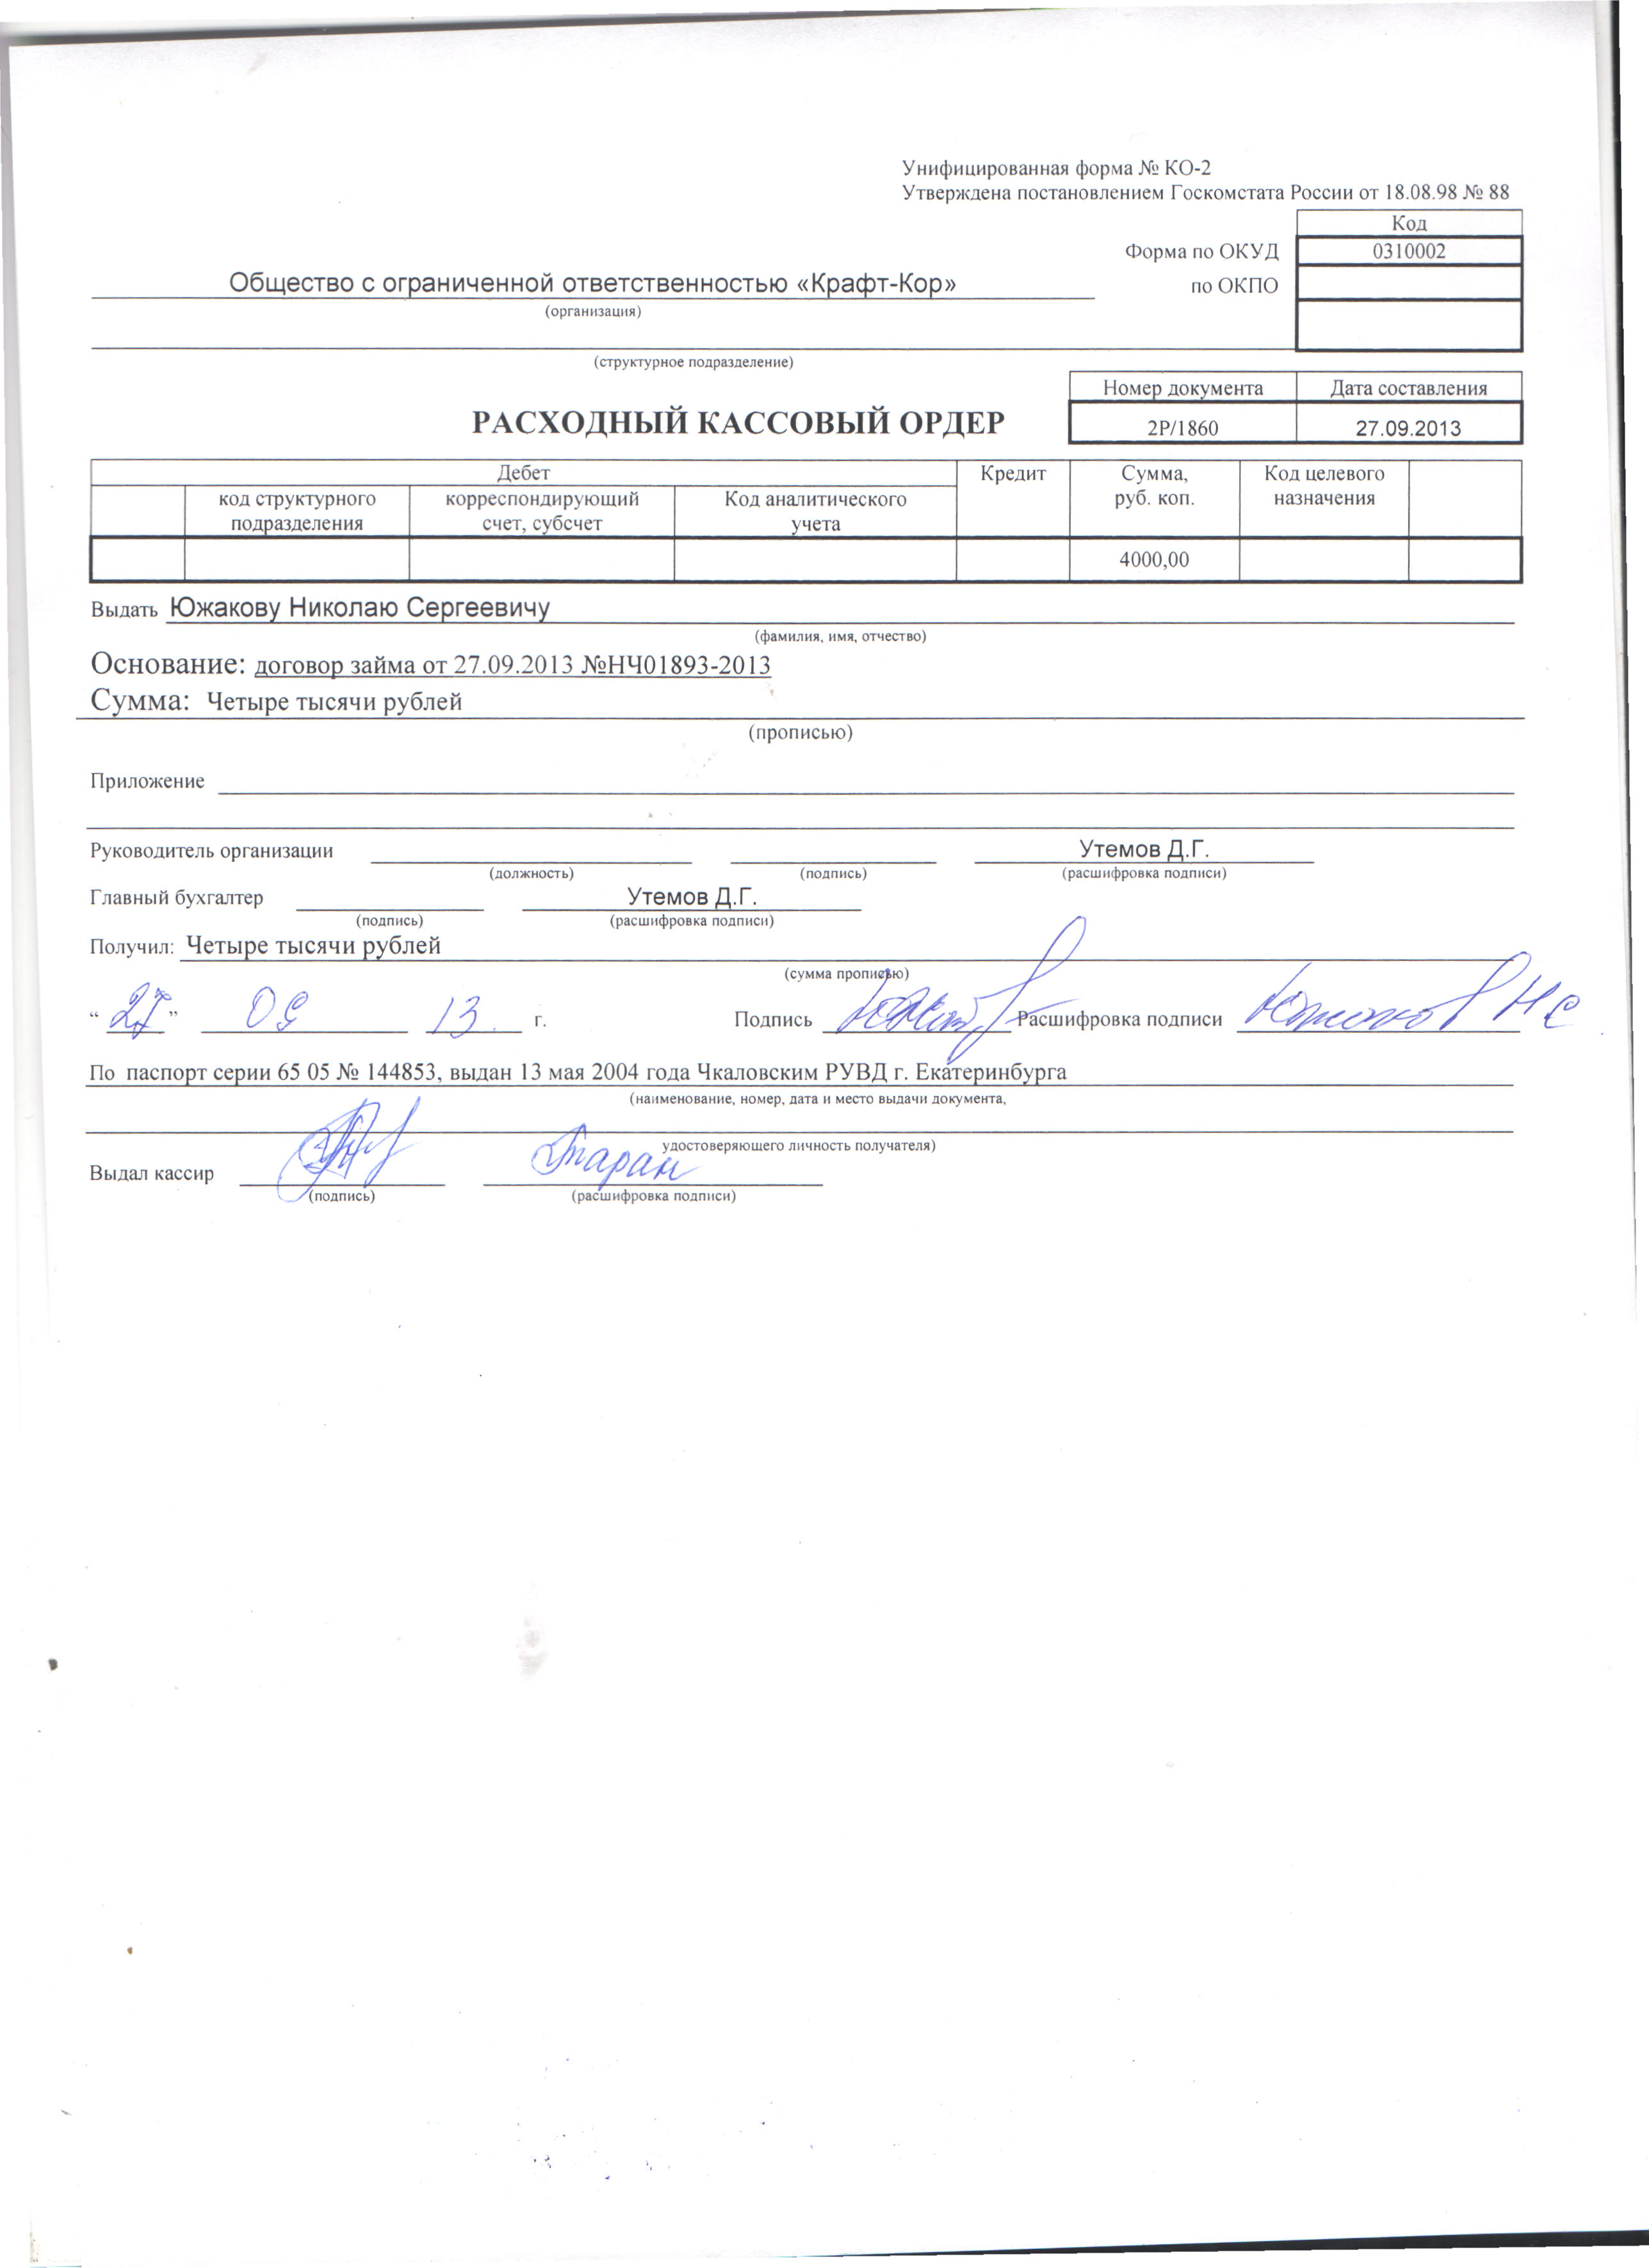 Унифицированная форма № КО-2
Утверждена постановлением Госкомстата России от 18.08.98 № 88
Код
Форма по ОКУД 0310002
Общество с ограниченной ответственностью «Крафт-Кор» по ОКПО
(организация)
(структурное подразделение)
Номер документа Дата составления
РАСХОДНЫЙ КАССОВЫЙ ОРДЕР 2Р/1860 27.09.2013
Дебет Кредит Сумма, руб. коп. Код целевого назначения
код структурного подразделения корреспондирующий счет, субсчет Код аналитического учета
4000,00
Выдать Южакову Николаю Сергеевичу
(фамилия, имя, отчество)
Основание: договор займа от 27.09.2013 №НЧ01893-2013
Сумма: Четыре тысячи рублей
(прописью)
Приложение
Руководитель организации Утемов Д.Г.
(должность) (подпись) (расшифровка подписи)
Главный бухгалтер Утемов Д.Г.
(подпись) (расшифровка подписи)
Получил: Четыре тысячи рублей
(сумма прописью)
“ 27 ” 09 13 г. Подпись Расшифровка подписи Южаков НС
По паспорт серии 65 05 № 144853, выдан 13 мая 2004 года Чкаловским РУВД г. Екатеринбурга
(наименование, номер, дата и место выдачи документа,
удостоверяющего личность получателя)
Выдал кассир Таран
(подпись) (расшифровка подписи)